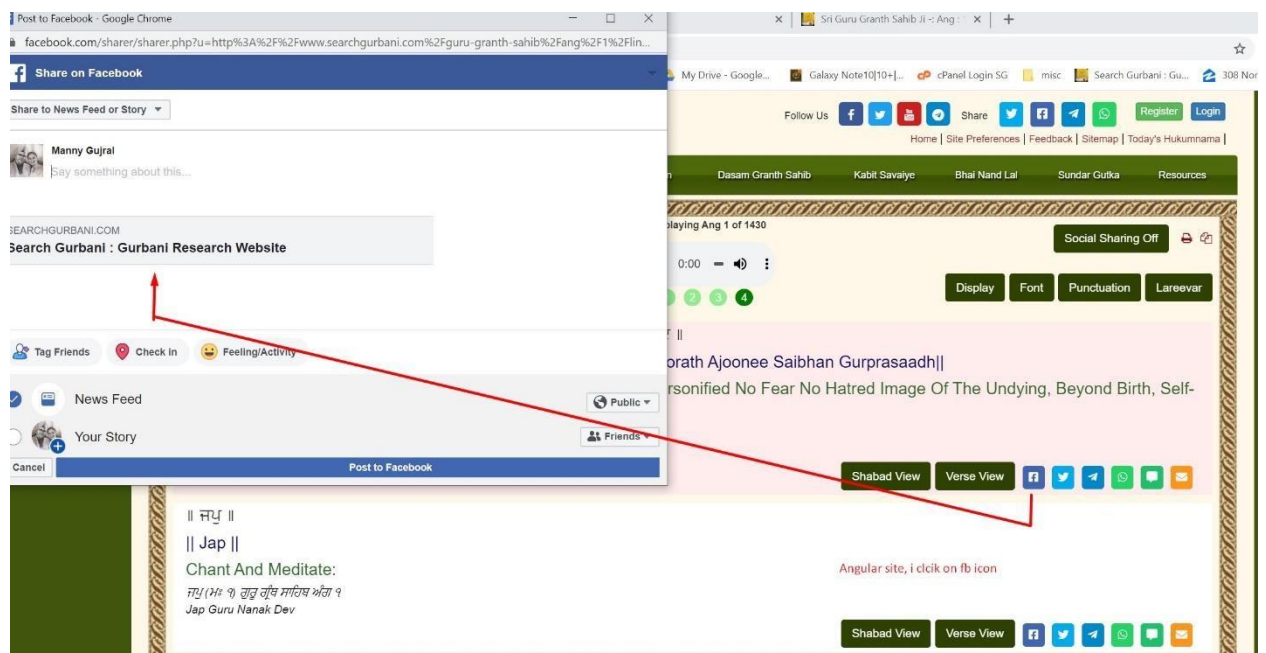 Post to Facebook - Google Chrome
facebook.com/sharer/sharer.php?u=http%3A%2F%2Fwww.searchgurbani.com%2Fguru-granth-sahib%2Fang%2F1%2Flin...
Share on Facebook
Share to News Feed or Story
Manny Gujral
Say something about this...
SEARCHGURBANI.COM
Search Gurbani : Gurbani Research Website
Tag Friends Check in Feeling/Activity
News Feed Public
Your Story Friends
Cancel Post to Facebook
Sri Guru Granth Sahib Ji -: Ang :
My Drive - Google... Galaxy Note10|10+|... cPanel Login SG misc Search Gurbani : Gu... 308 Nor
Follow Us Share Register Login
Home | Site Preferences | Feedback | Sitemap | Today's Hukumnama |
Dasam Granth Sahib Kabit Savaiye Bhai Nand Lal Sundar Gutka Resources
playing Ang 1 of 1430
Social Sharing Off
0:00
2 3 4
Display Font Punctuation Lareevar
॥
orath Ajoonee Saibhan Gurprasaadh||
rsonified No Fear No Hatred Image Of The Undying, Beyond Birth, Self-
Shabad View Verse View
॥ ਜਪੁ ॥
|| Jap ||
Chant And Meditate:
ਜਪੁ (ਮਃ ੧) ਗੁਰੂ ਗ੍ਰੰਥ ਸਾਹਿਬ ਅੰਗ ੧
Jap Guru Nanak Dev
Angular site, i clcik on fb icon
Shabad View Verse View